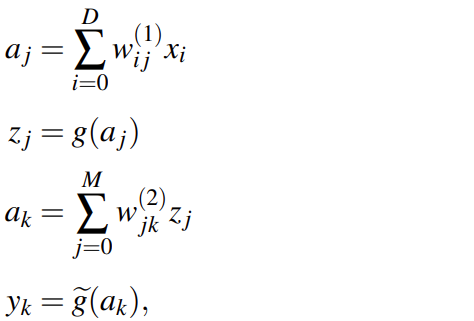 a_j = \sum_{i=0}^{D} w_{ij}^{(1)} x_i
z_j = g(a_j)
a_k = \sum_{j=0}^{M} w_{jk}^{(2)} z_j
y_k = \widetilde{g}(a_k),